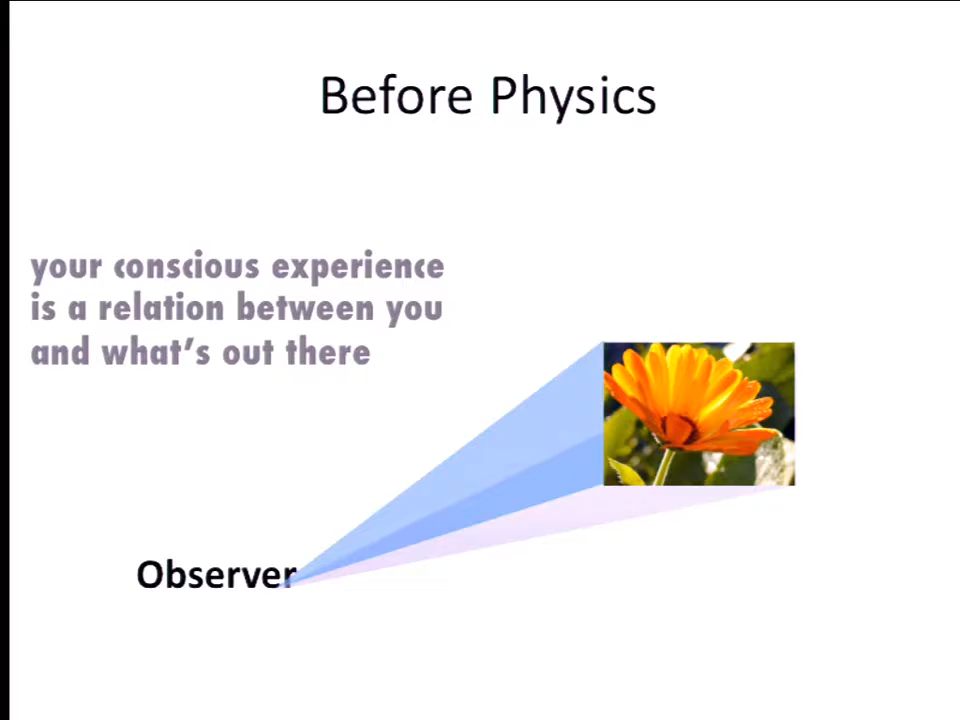 Before Physics
your conscious experience
is a relation between you
and what's out there
Observer